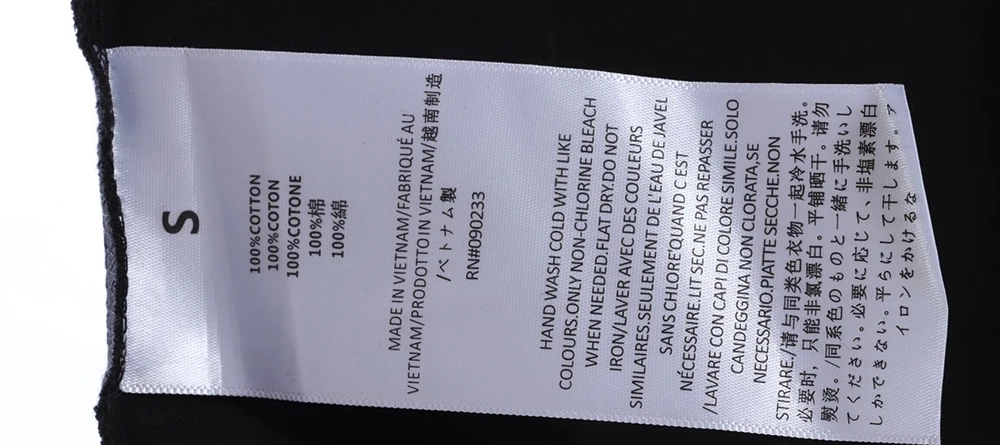 S
100%COTTON
100%COTON
100%COTONE
100%棉
100%綿
MADE IN VIETNAM/FABRIQUÉ AU
VIETNAM/PRODOTTO IN VIETNAM/越南制造
/ベトナム製
RN#090233
HAND WASH COLD WITH LIKE
COLOURS.ONLY NON-CHLORINE BLEACH
WHEN NEEDED.FLAT DRY.DO NOT
IRON/LAVER AVEC DES COULEURS
SIMILAIRES.SEULEMENT DE L'EAU DE JAVEL
SANS CHLORE'QUAND C EST
NÉCESSAIRE.LIT SEC.NE PAS REPASSER
/LAVARE CON CAPI DI COLORE SIMILE.SOLO
CANDEGGINA NON CLORATA,SE
NECESSARIO.PIATTE SECCHE.NON
STIRARE./请与同类色衣物一起冷水手洗。
必要时，只能非氯漂白。平铺晒干。请勿
熨烫。/同系色のものと一緒に手洗いし
てください。必要に応じて、非塩素漂白
しかできない。平らにして干します。ア
イロンをかけるな